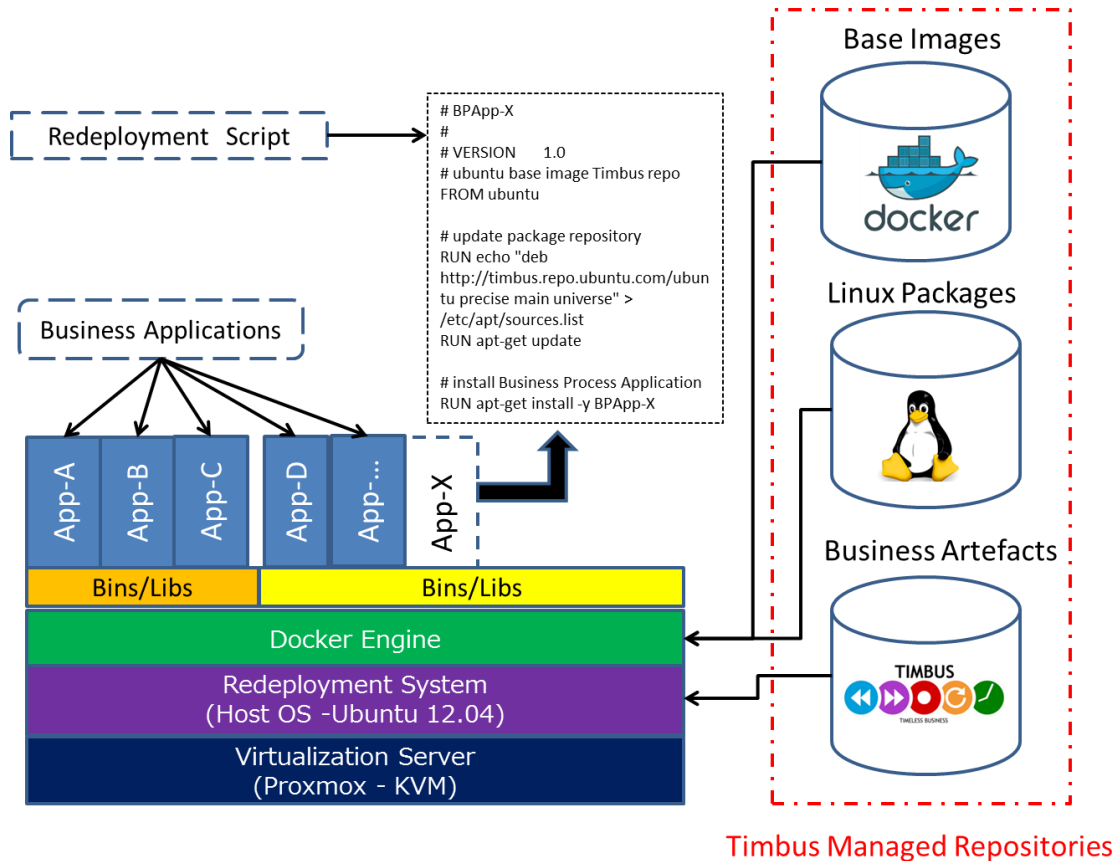 Base Images
docker
Redeployment Script
# BPApp-X
#
# VERSION 1.0
# ubuntu base image Timbus repo
FROM ubuntu
# update package repository
RUN echo "deb
http://timbus.repo.ubuntu.com/ubun
tu precise main universe" >
/etc/apt/sources.list
RUN apt-get update
# install Business Process Application
RUN apt-get install -y BPApp-X
Linux Packages
Business Applications
App-A
App-B
App-C
App-D
App-...
App-X
Bins/Libs
Bins/Libs
Docker Engine
Redeployment System
(Host OS -Ubuntu 12.04)
Virtualization Server
(Proxmox - KVM)
Business Artefacts
TIMBUS
TIMELESS BUSINESS
Timbus Managed Repositories